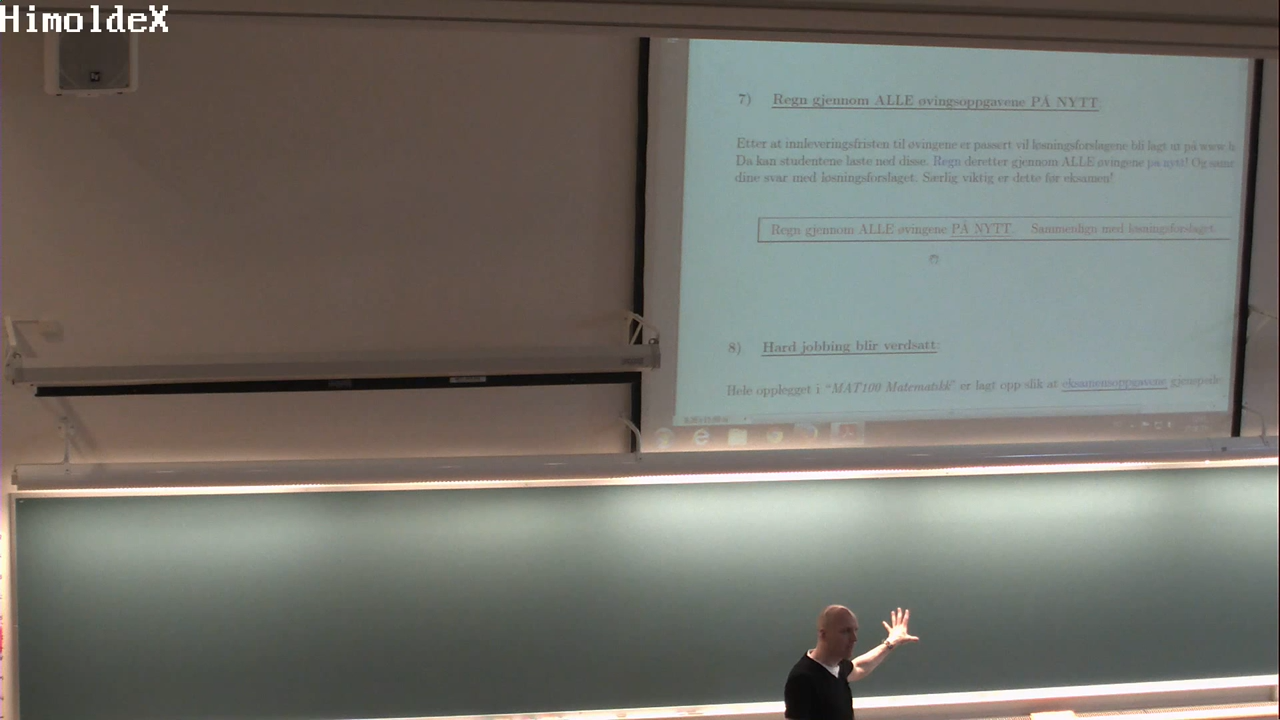 HimoldeX
7) Regn gjennom ALLE øvingsoppgavene PÅ NYTT
Etter at innleveringsfristen til øvingene er passert vil løsningsforslagene bli lagt ut på www.h
Da kan studentene laste ned disse. Regn deretter gjennom ALLE øvingene på nytt! Og samr
dine svar med løsningsforslaget. Særlig viktig er dette før eksamen!
Regn gjennom ALLE øvingene PÅ NYTT. Sammenlign med løsningsforslaget.
8) Hard jobbing blir verdsatt:
Hele opplegget i "MAT100 Matematikk" er lagt opp slik at eksamensoppgavene gjenspeile